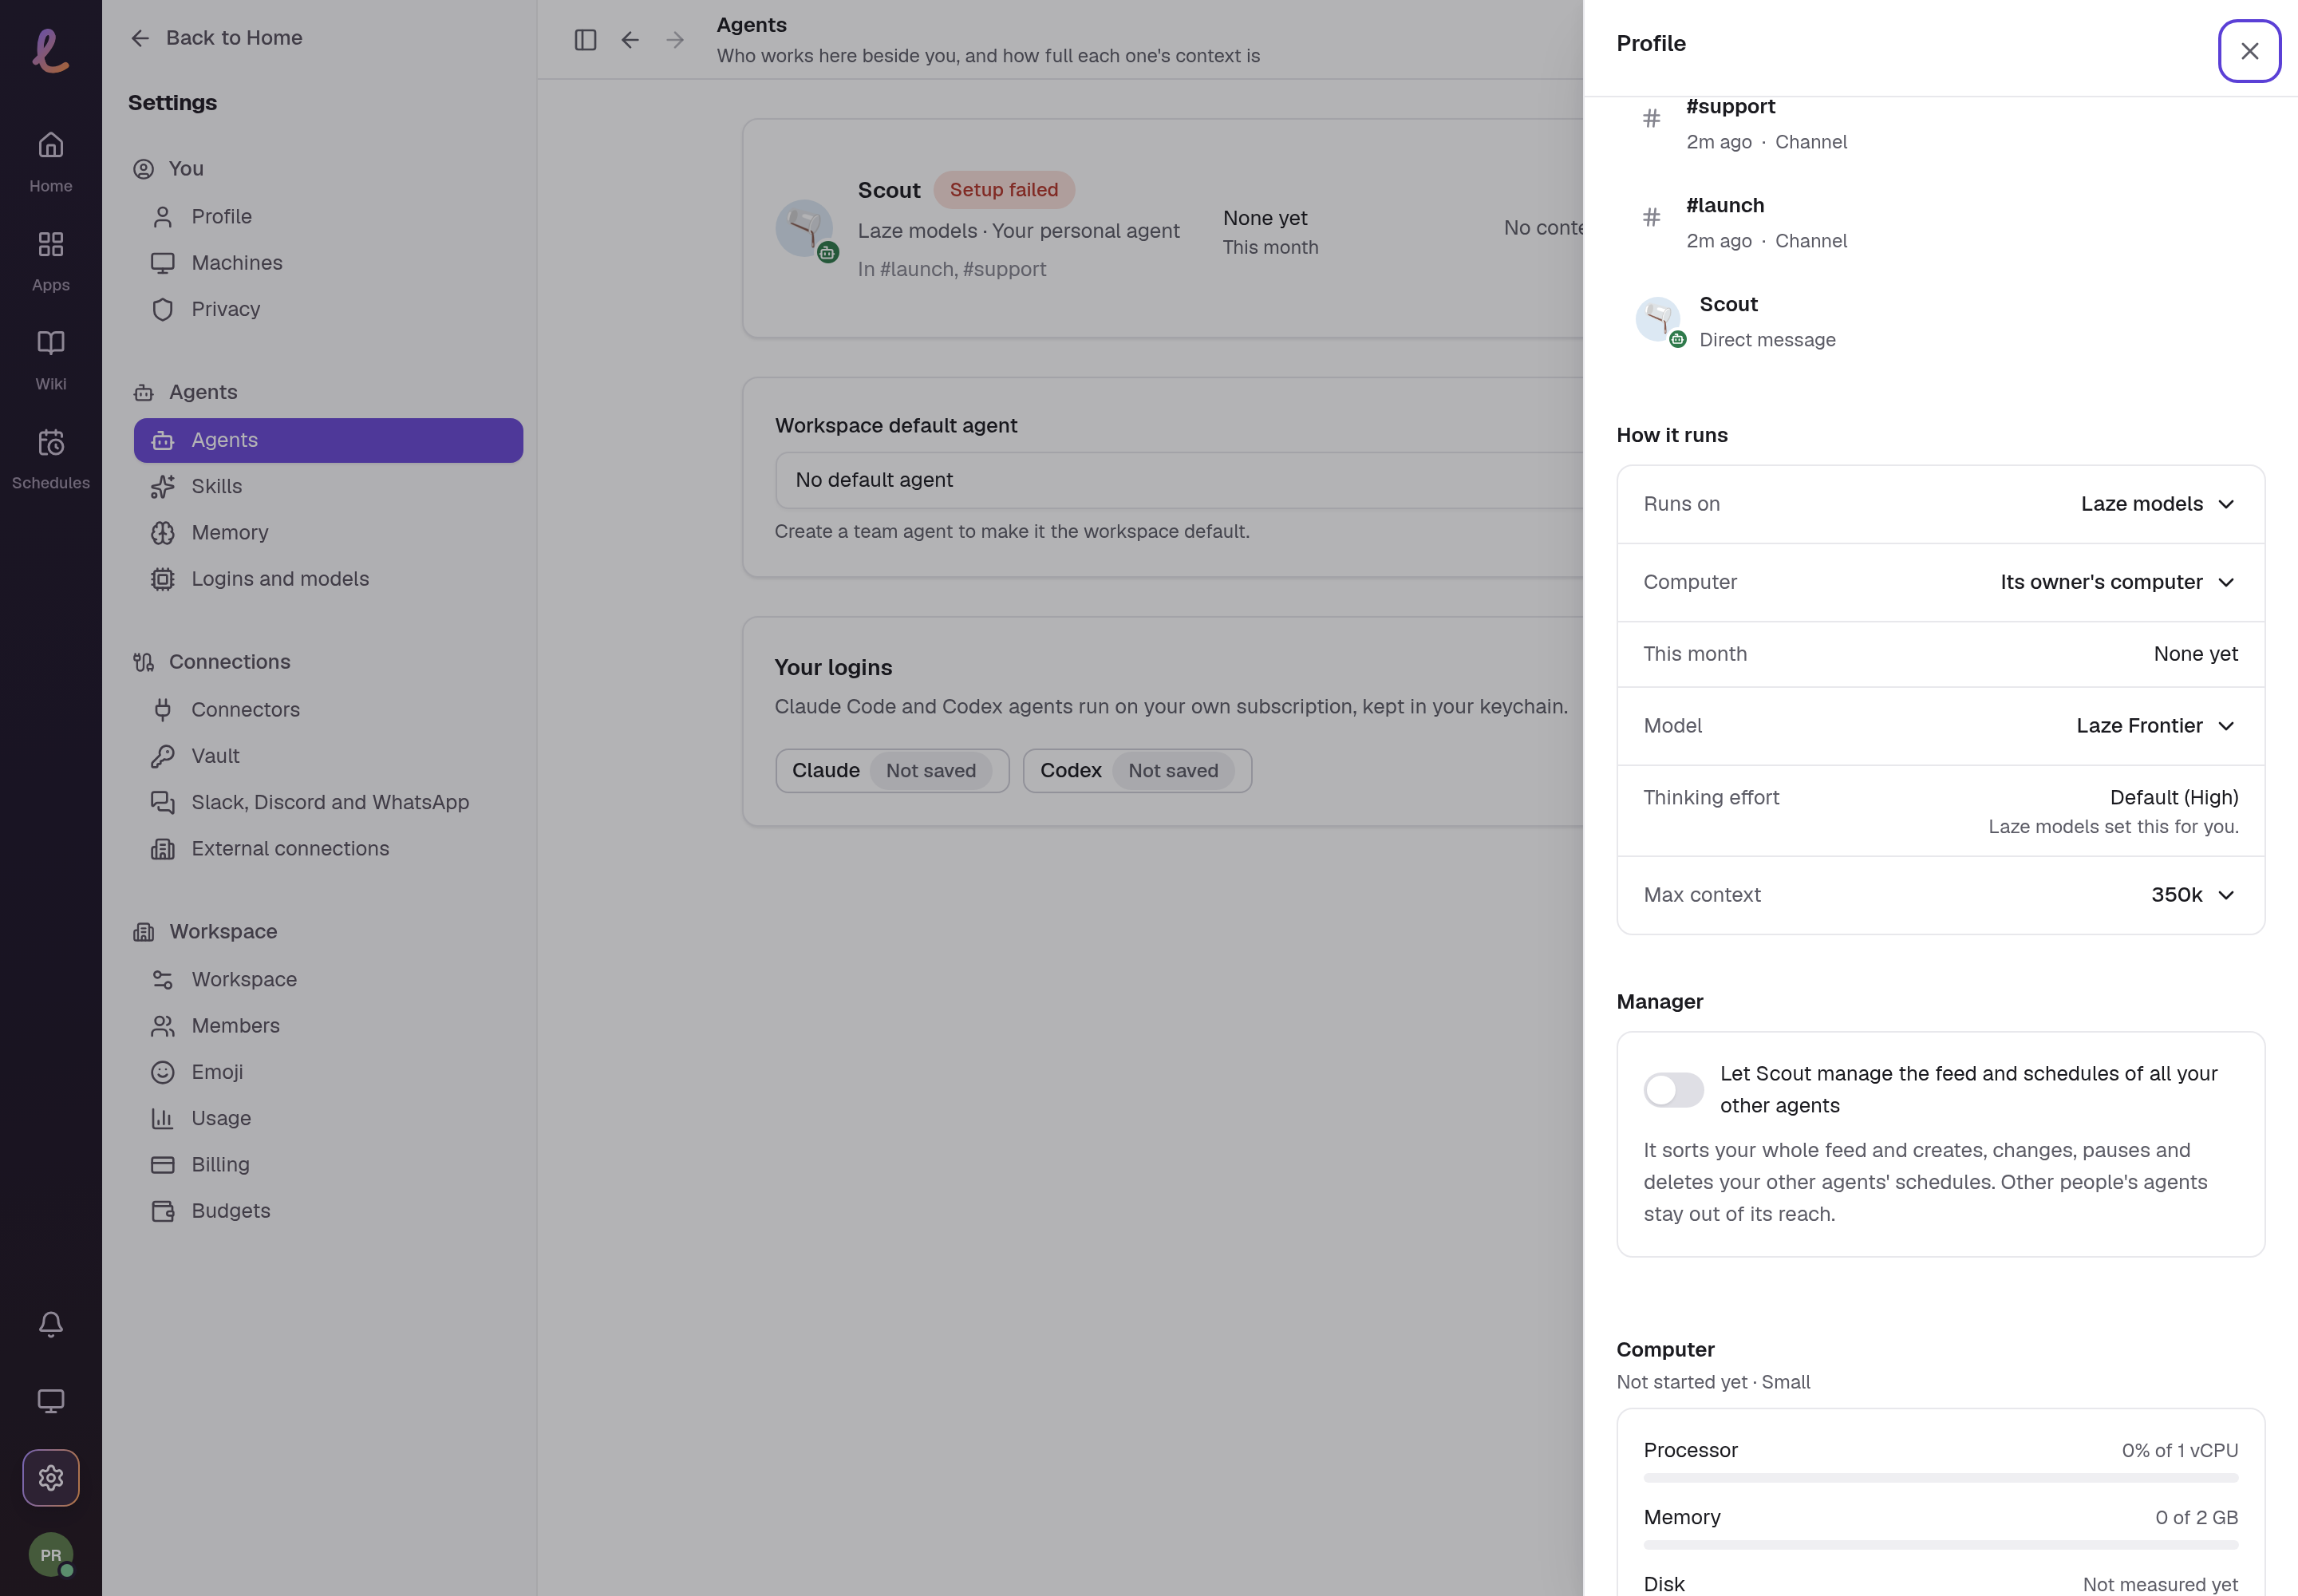 Home
Apps
Wiki
Schedules
PR
Back to Home
Settings
You
Profile
Machines
Privacy
Agents
Agents
Skills
Memory
Logins and models
Connections
Connectors
Vault
Slack, Discord and WhatsApp
External connections
Workspace
Workspace
Members
Emoji
Usage
Billing
Budgets
Agents
Who works here beside you, and how full each one's context is
Scout Setup failed
Laze models · Your personal agent
In #launch, #support
None yet
This month
No conte
Workspace default agent
No default agent
Create a team agent to make it the workspace default.
Your logins
Claude Code and Codex agents run on your own subscription, kept in your keychain.
Claude Not saved Codex Not saved
Profile
# #support
2m ago · Channel
# #launch
2m ago · Channel
Scout
Direct message
How it runs
Runs on Laze models
Computer Its owner's computer
This month None yet
Model Laze Frontier
Thinking effort Default (High)
Laze models set this for you.
Max context 350k
Manager
Let Scout manage the feed and schedules of all your
other agents
It sorts your whole feed and creates, changes, pauses and
deletes your other agents' schedules. Other people's agents
stay out of its reach.
Computer
Not started yet · Small
Processor 0% of 1 vCPU
Memory 0 of 2 GB
Disk Not measured yet